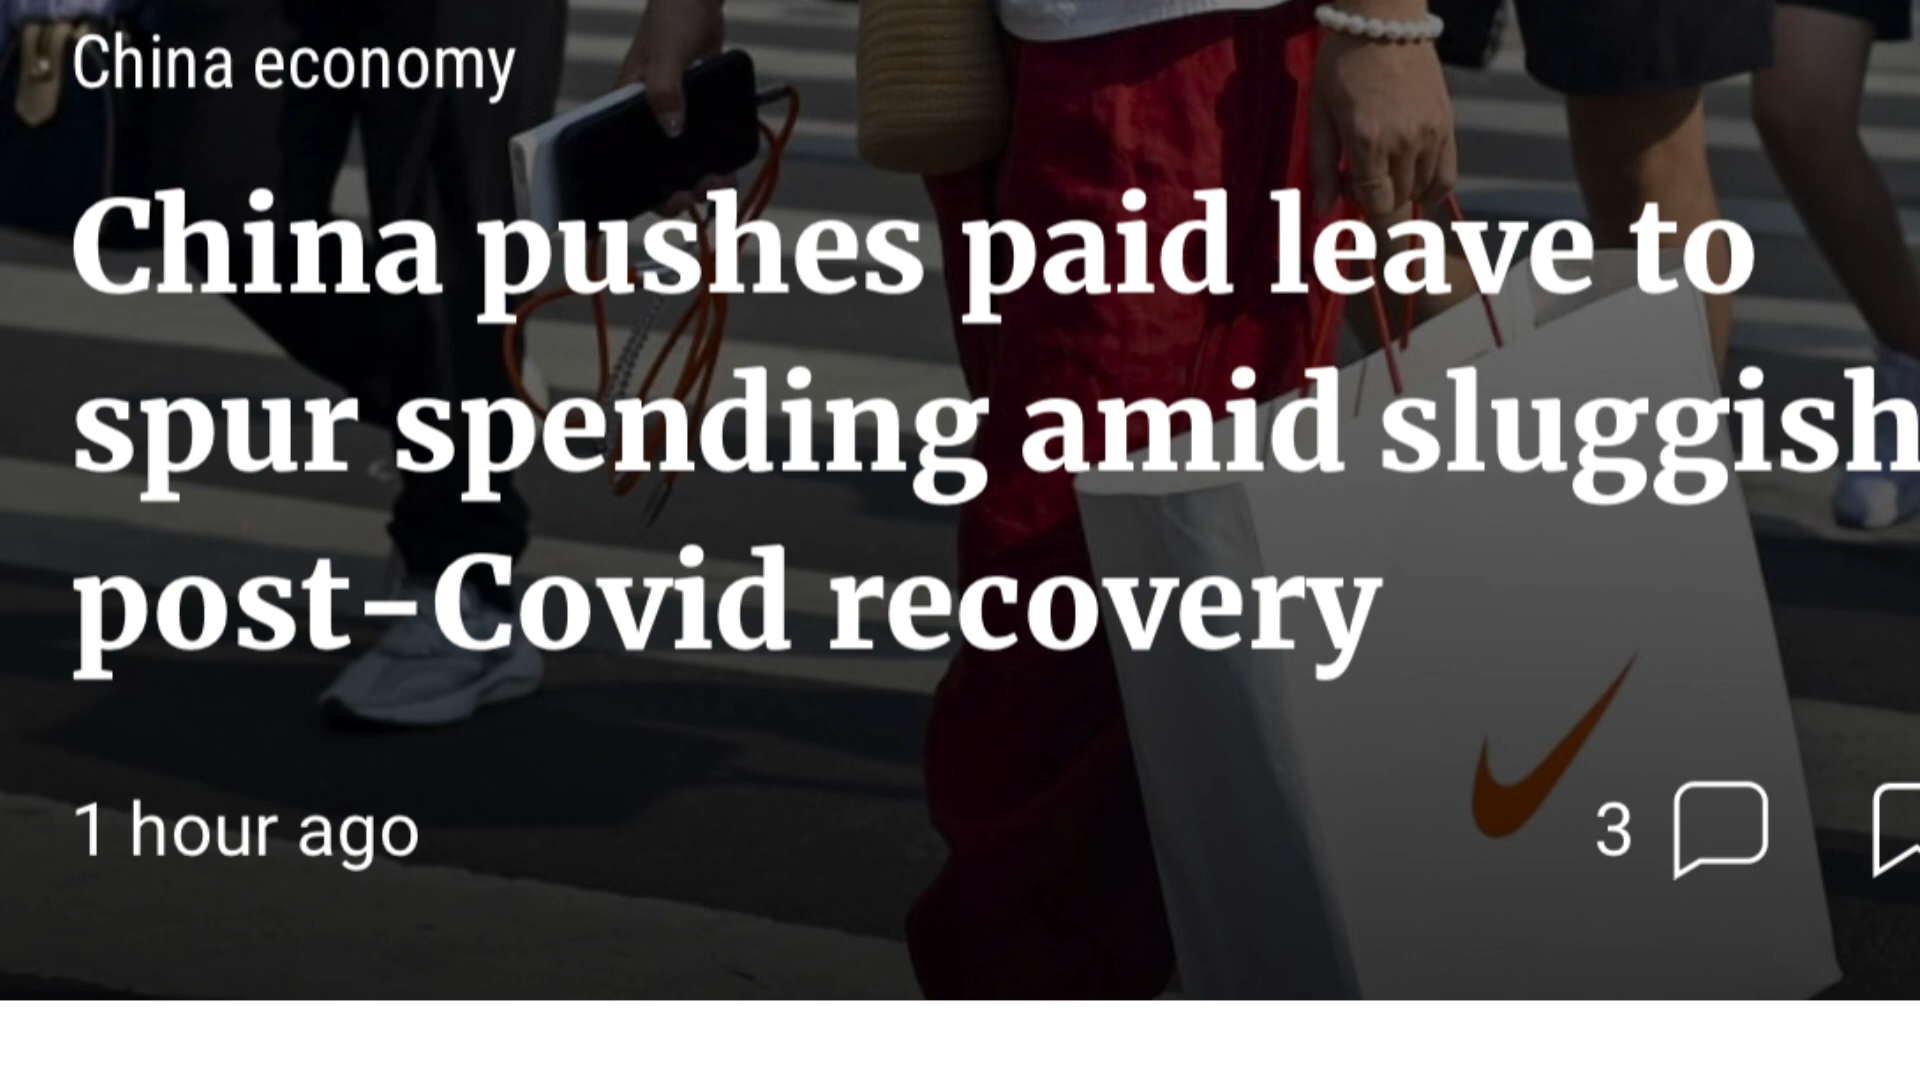 China economy
China pushes paid leave to
spur spending amid sluggish
post-Covid recovery
1 hour ago
3